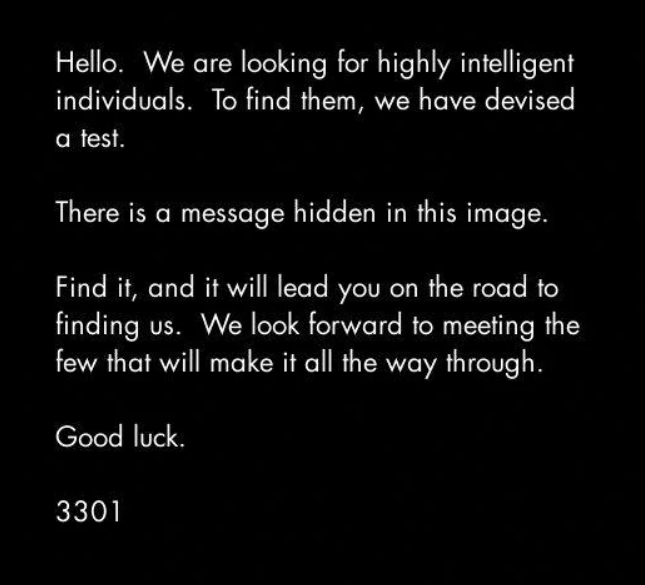 Hello. We are looking for highly intelligent
individuals. To find them, we have devised
a test.
There is a message hidden in this image.
Find it, and it will lead you on the road to
finding us. We look forward to meeting the
few that will make it all the way through.
Good luck.
3301